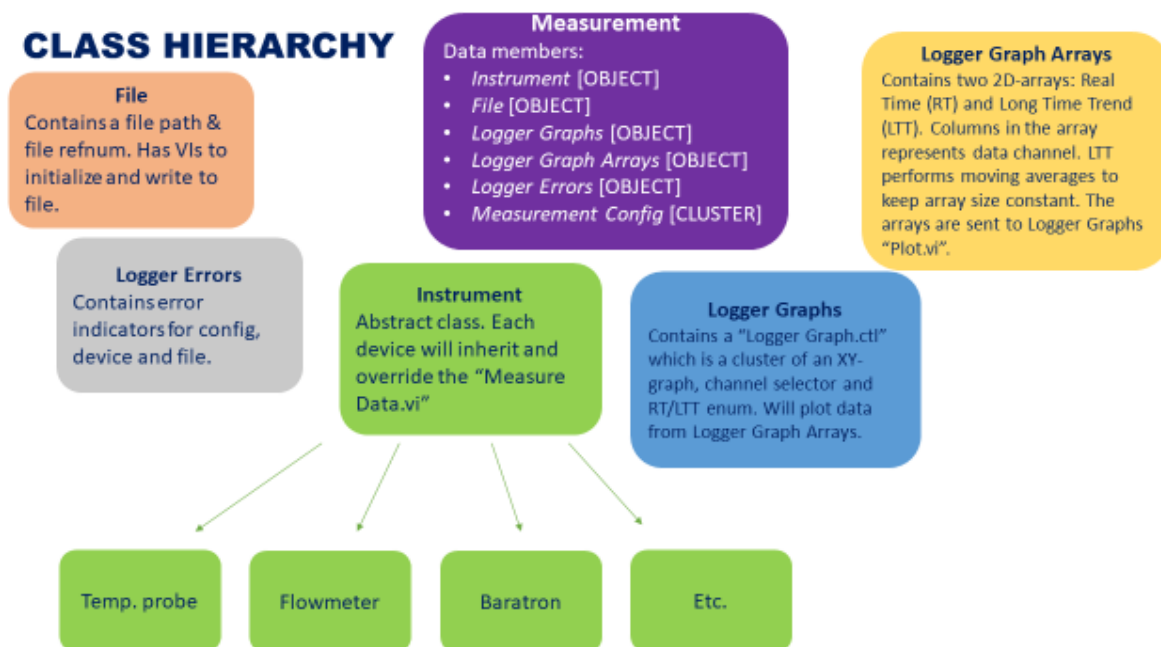 CLASS HIERARCHY
Measurement
Data members:
• Instrument [OBJECT]
• File [OBJECT]
• Logger Graphs [OBJECT]
• Logger Graph Arrays [OBJECT]
• Logger Errors [OBJECT]
• Measurement Config [CLUSTER]
Logger Graph Arrays
Contains two 2D-arrays: Real
Time (RT) and Long Time Trend
(LTT). Columns in the array
represents data channel. LTT
performs moving averages to
keep array size constant. The
arrays are sent to Logger Graphs
“Plot.vi”.
File
Contains a file path &
file refnum. Has VIs to
initialize and write to
file.
Logger Errors
Contains error
indicators for config,
device and file.
Instrument
Abstract class. Each
device will inherit and
override the “Measure
Data.vi”
Logger Graphs
Contains a “Logger Graph.ctl”
which is a cluster of an XY-
graph, channel selector and
RT/LTT enum. Will plot data
from Logger Graph Arrays.
Temp. probe
Flowmeter
Baratron
Etc.